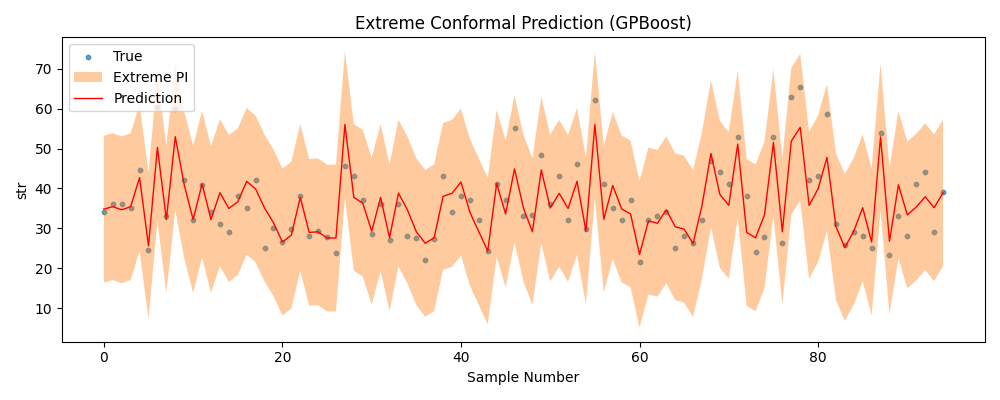 Extreme Conformal Prediction (GPBoost)
True
Extreme PI
Prediction
str
70
60
50
40
30
20
10
0
20
40
60
80
Sample Number